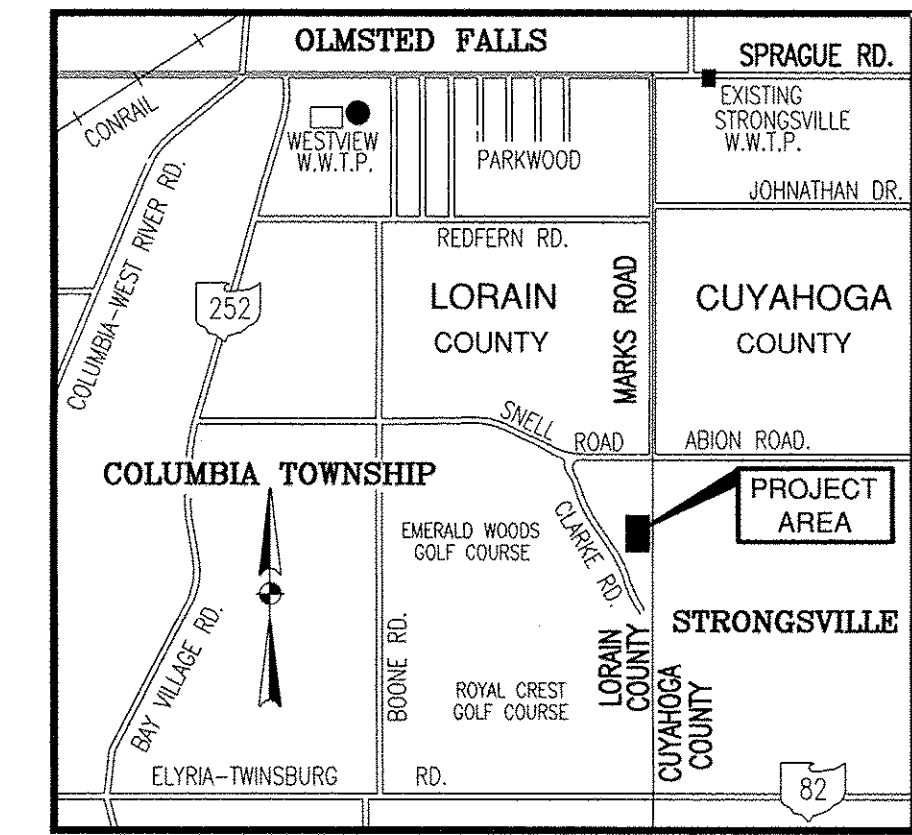 OLMSTED FALLS
SPRAGUE RD.
CONRAIL
WESTVIEW
W.W.T.P.
PARKWOOD
EXISTING
STRONGSVILLE
W.W.T.P.
JOHNATHAN DR.
COLUMBIA-WEST RIVER RD.
REDFERN RD.
252
LORAIN
COUNTY
MARKS ROAD
CUYAHOGA
COUNTY
SNELL
ROAD
ABION ROAD.
COLUMBIA TOWNSHIP
PROJECT
AREA
EMERALD WOODS
GOLF COURSE
CLARKE RD.
BAY VILLAGE RD.
BOONE RD.
STRONGSVILLE
LORAIN
COUNTY
CUYAHOGA
COUNTY
ROYAL CREST
GOLF COURSE
ELYRIA-TWINSBURG
RD.
82